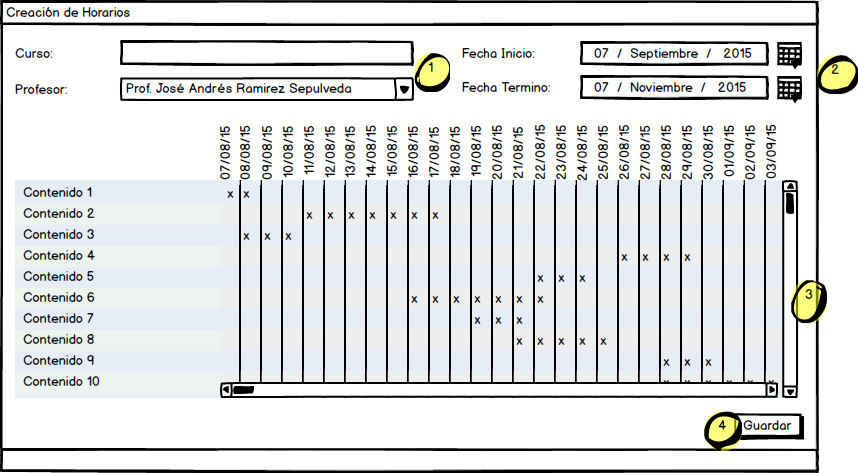 Creación de Horarios
Curso:
1
Fecha Inicio:
07 / Septiembre / 2015
2
Profesor:
Prof. José Andrés Ramirez Sepulveda
Fecha Termino:
07 / Noviembre / 2015
07/08/15
08/08/15
09/08/15
10/08/15
11/08/15
12/08/15
13/08/15
14/08/15
15/08/15
16/08/15
17/08/15
18/08/15
19/08/15
20/08/15
21/08/15
22/08/15
23/08/15
24/08/15
25/08/15
26/08/15
27/08/15
28/08/15
29/08/15
30/08/15
01/09/15
02/09/15
03/09/15
Contenido 1 x x
Contenido 2 x x x x x x x
Contenido 3 x x x
Contenido 4 x x x x
Contenido 5 x x x
Contenido 6 x x x x x x x
3
Contenido 7 x x x
Contenido 8 x x x x x
Contenido 9 x x x
Contenido 10 x x x x x x
4
Guardar